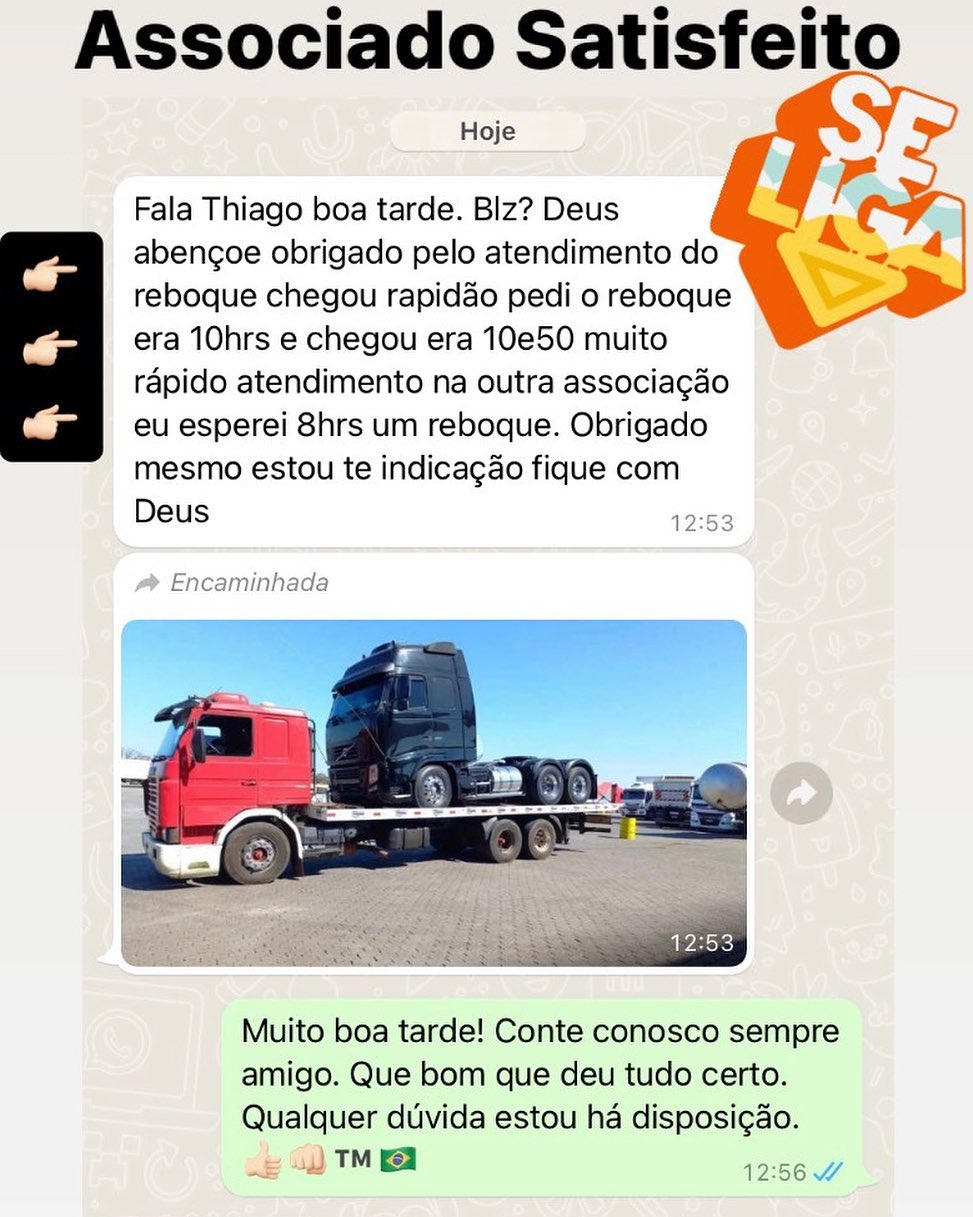 Associado Satisfeito
SE
LIGA
Hoje
Fala Thiago boa tarde. Blz? Deus
abençoe obrigado pelo atendimento do
reboque chegou rapidão pedi o reboque
era 10hrs e chegou era 10e50 muito
rápido atendimento na outra associação
eu esperei 8hrs um reboque. Obrigado
mesmo estou te indicação fique com
Deus
12:53
Encaminhada
12:53
Muito boa tarde! Conte conosco sempre
amigo. Que bom que deu tudo certo.
Qualquer dúvida estou há disposição.
👍🏻👊🏻™️🇧🇷
12:56